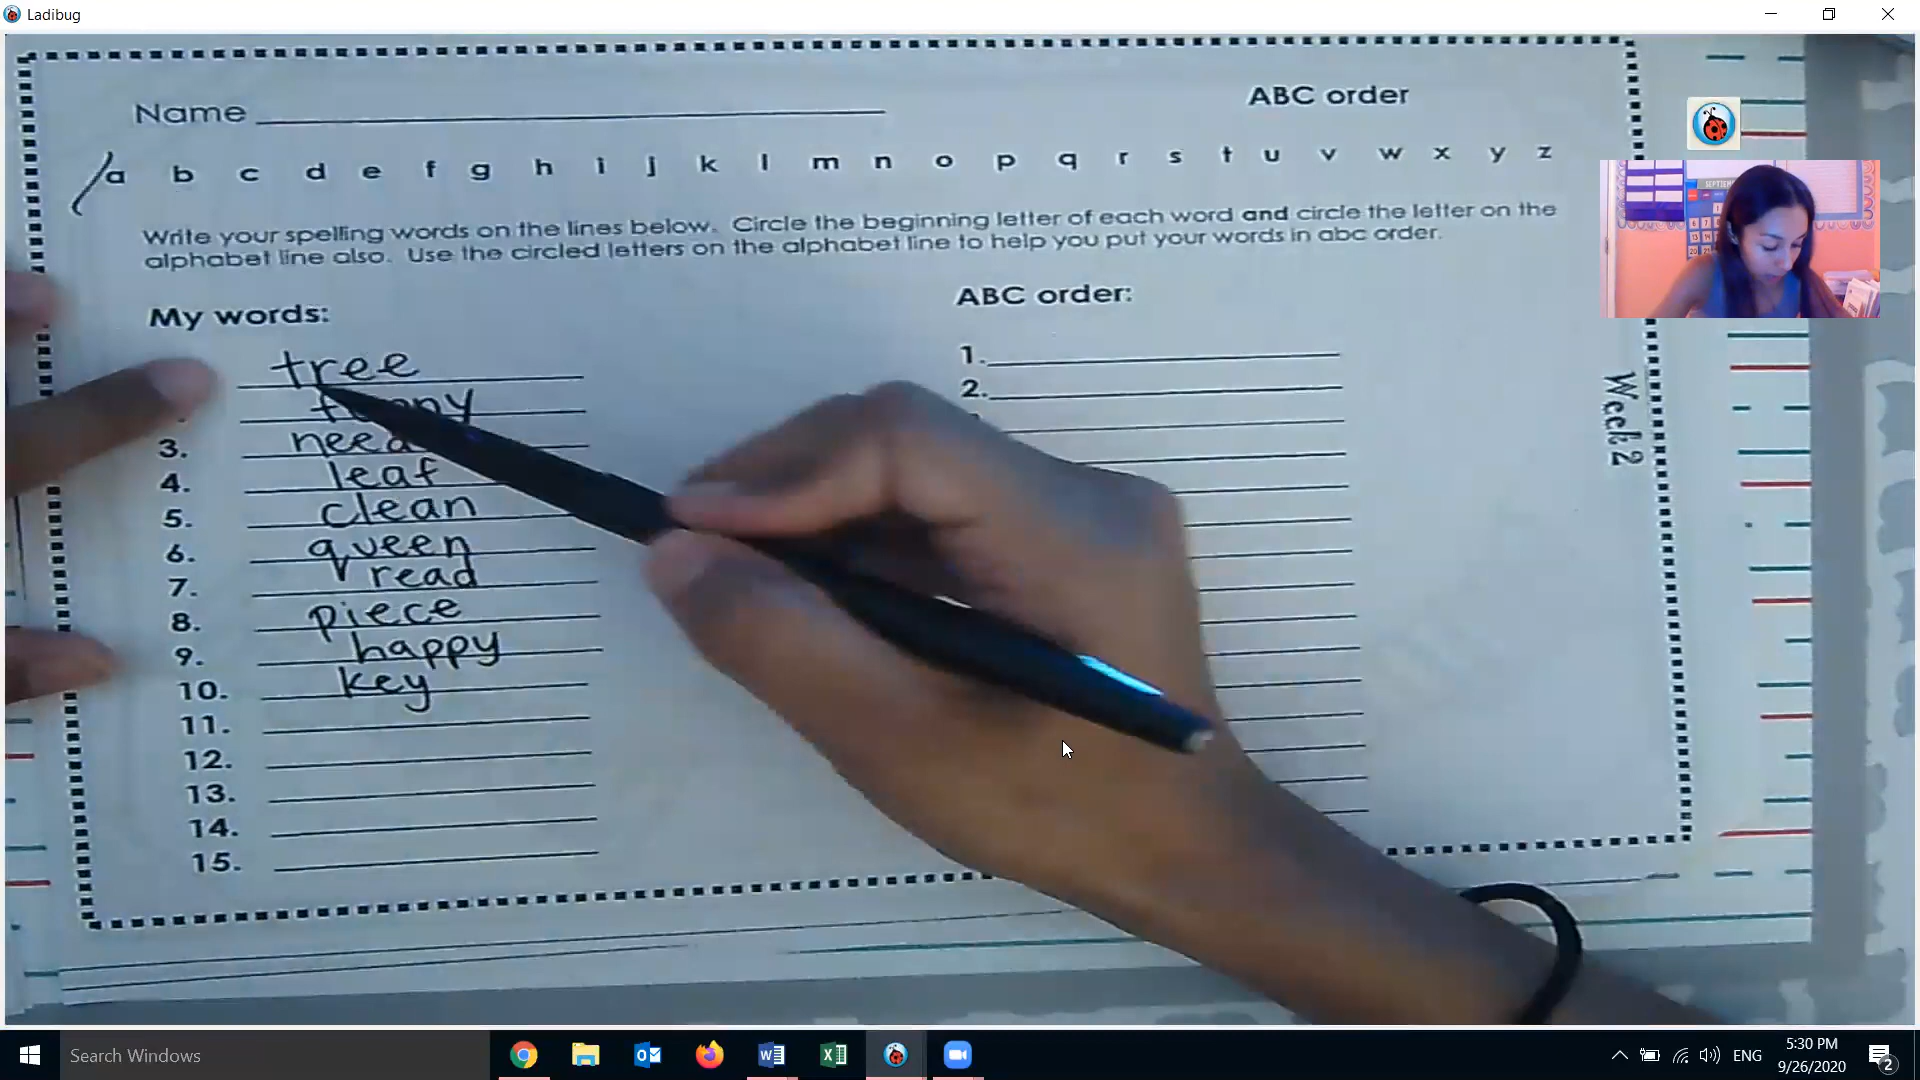 Ladibug
Name ABC order
a b c d e f g h i j k l m n o p q r s t u v w x y z
Write your spelling words on the lines below. Circle the beginning letter of each word and circle the letter on the
alphabet line also. Use the circled letters on the alphabet line to help you put your words in abc order.
My words:
tree
3. need
4. leaf
5. clean
6. queen
7. read
8. piece
9. happy
10. key
11.
12.
13.
14.
15.
ABC order:
1.
2.
Week 2
Search Windows
ENG
5:30 PM
9/26/2020
2